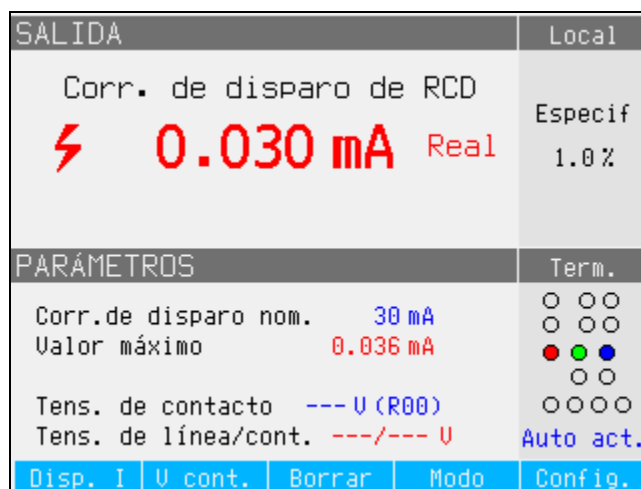 SALIDA Local
Corr. de disparo de RCD
Especif
0.030 mA Real
1.0 %
PARÁMETROS Term.
Corr.de disparo nom. 30 mA
Valor máximo 0.036 mA
Tens. de contacto --- V (R00)
Tens. de línea/cont. ---/--- V
Auto act.
Disp. I V cont. Borrar Modo Config.